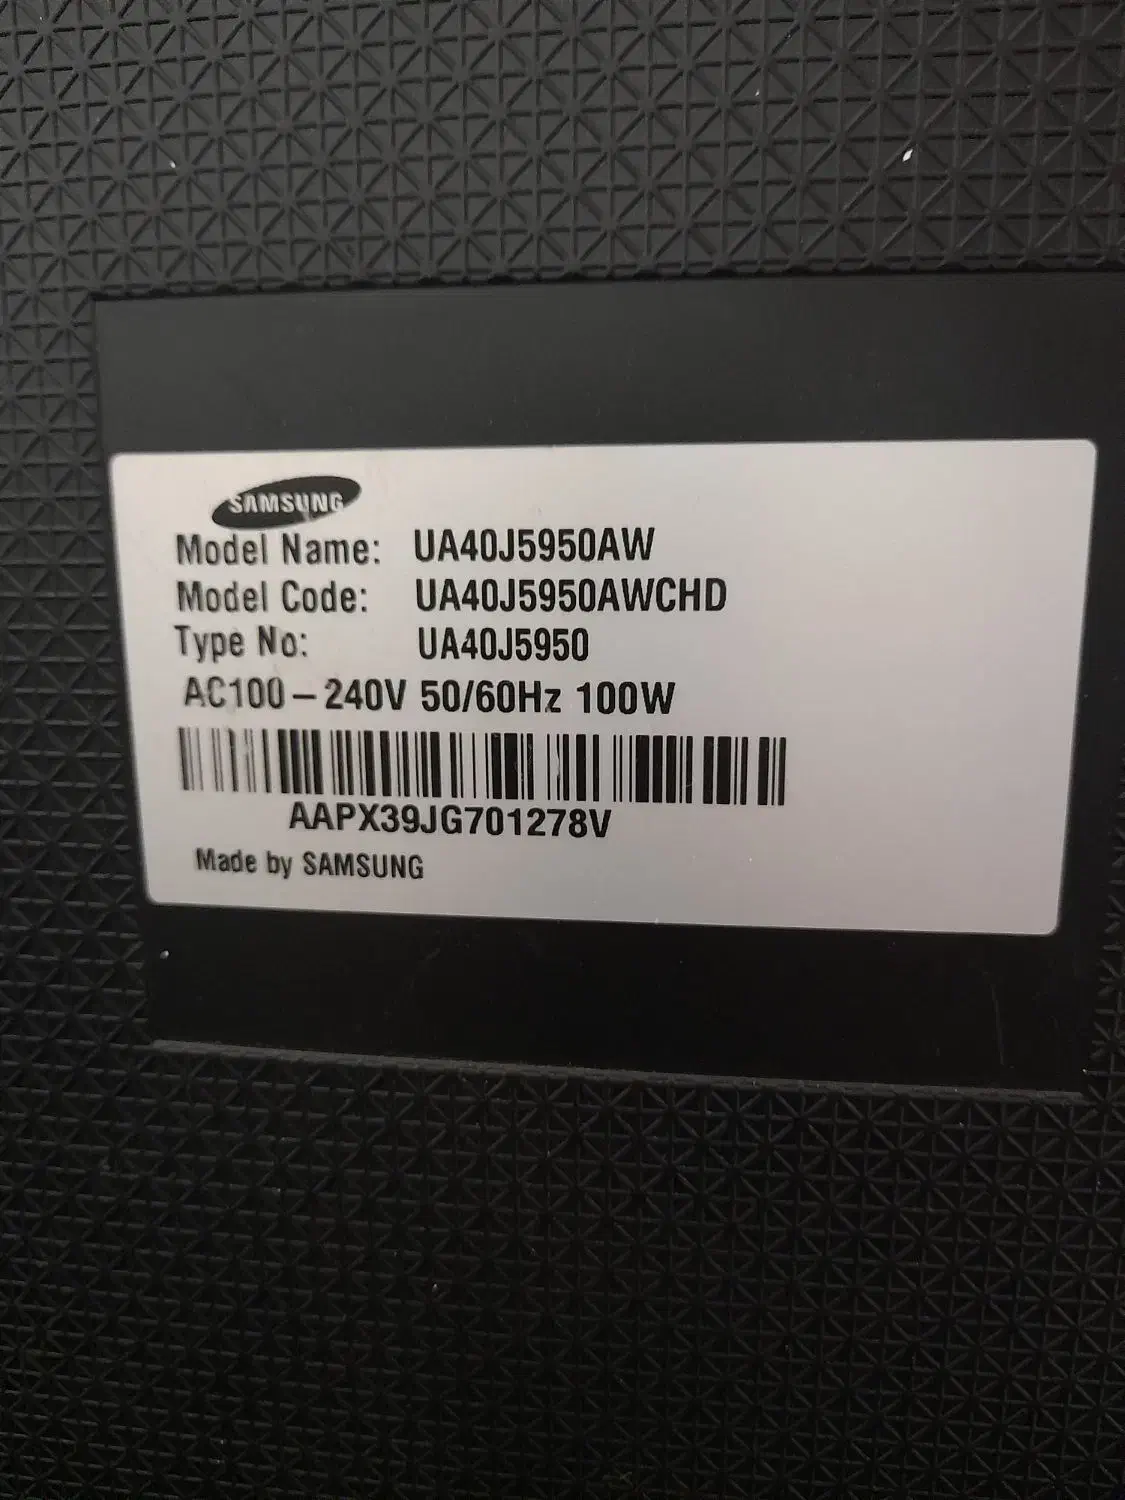 SAMSUNG
Model Name: UA40J5950AW
Model Code: UA40J5950AWCHD
Type No: UA40J5950
AC100-240V 50/60Hz 100W
AAPX39JG701278V
Made by SAMSUNG